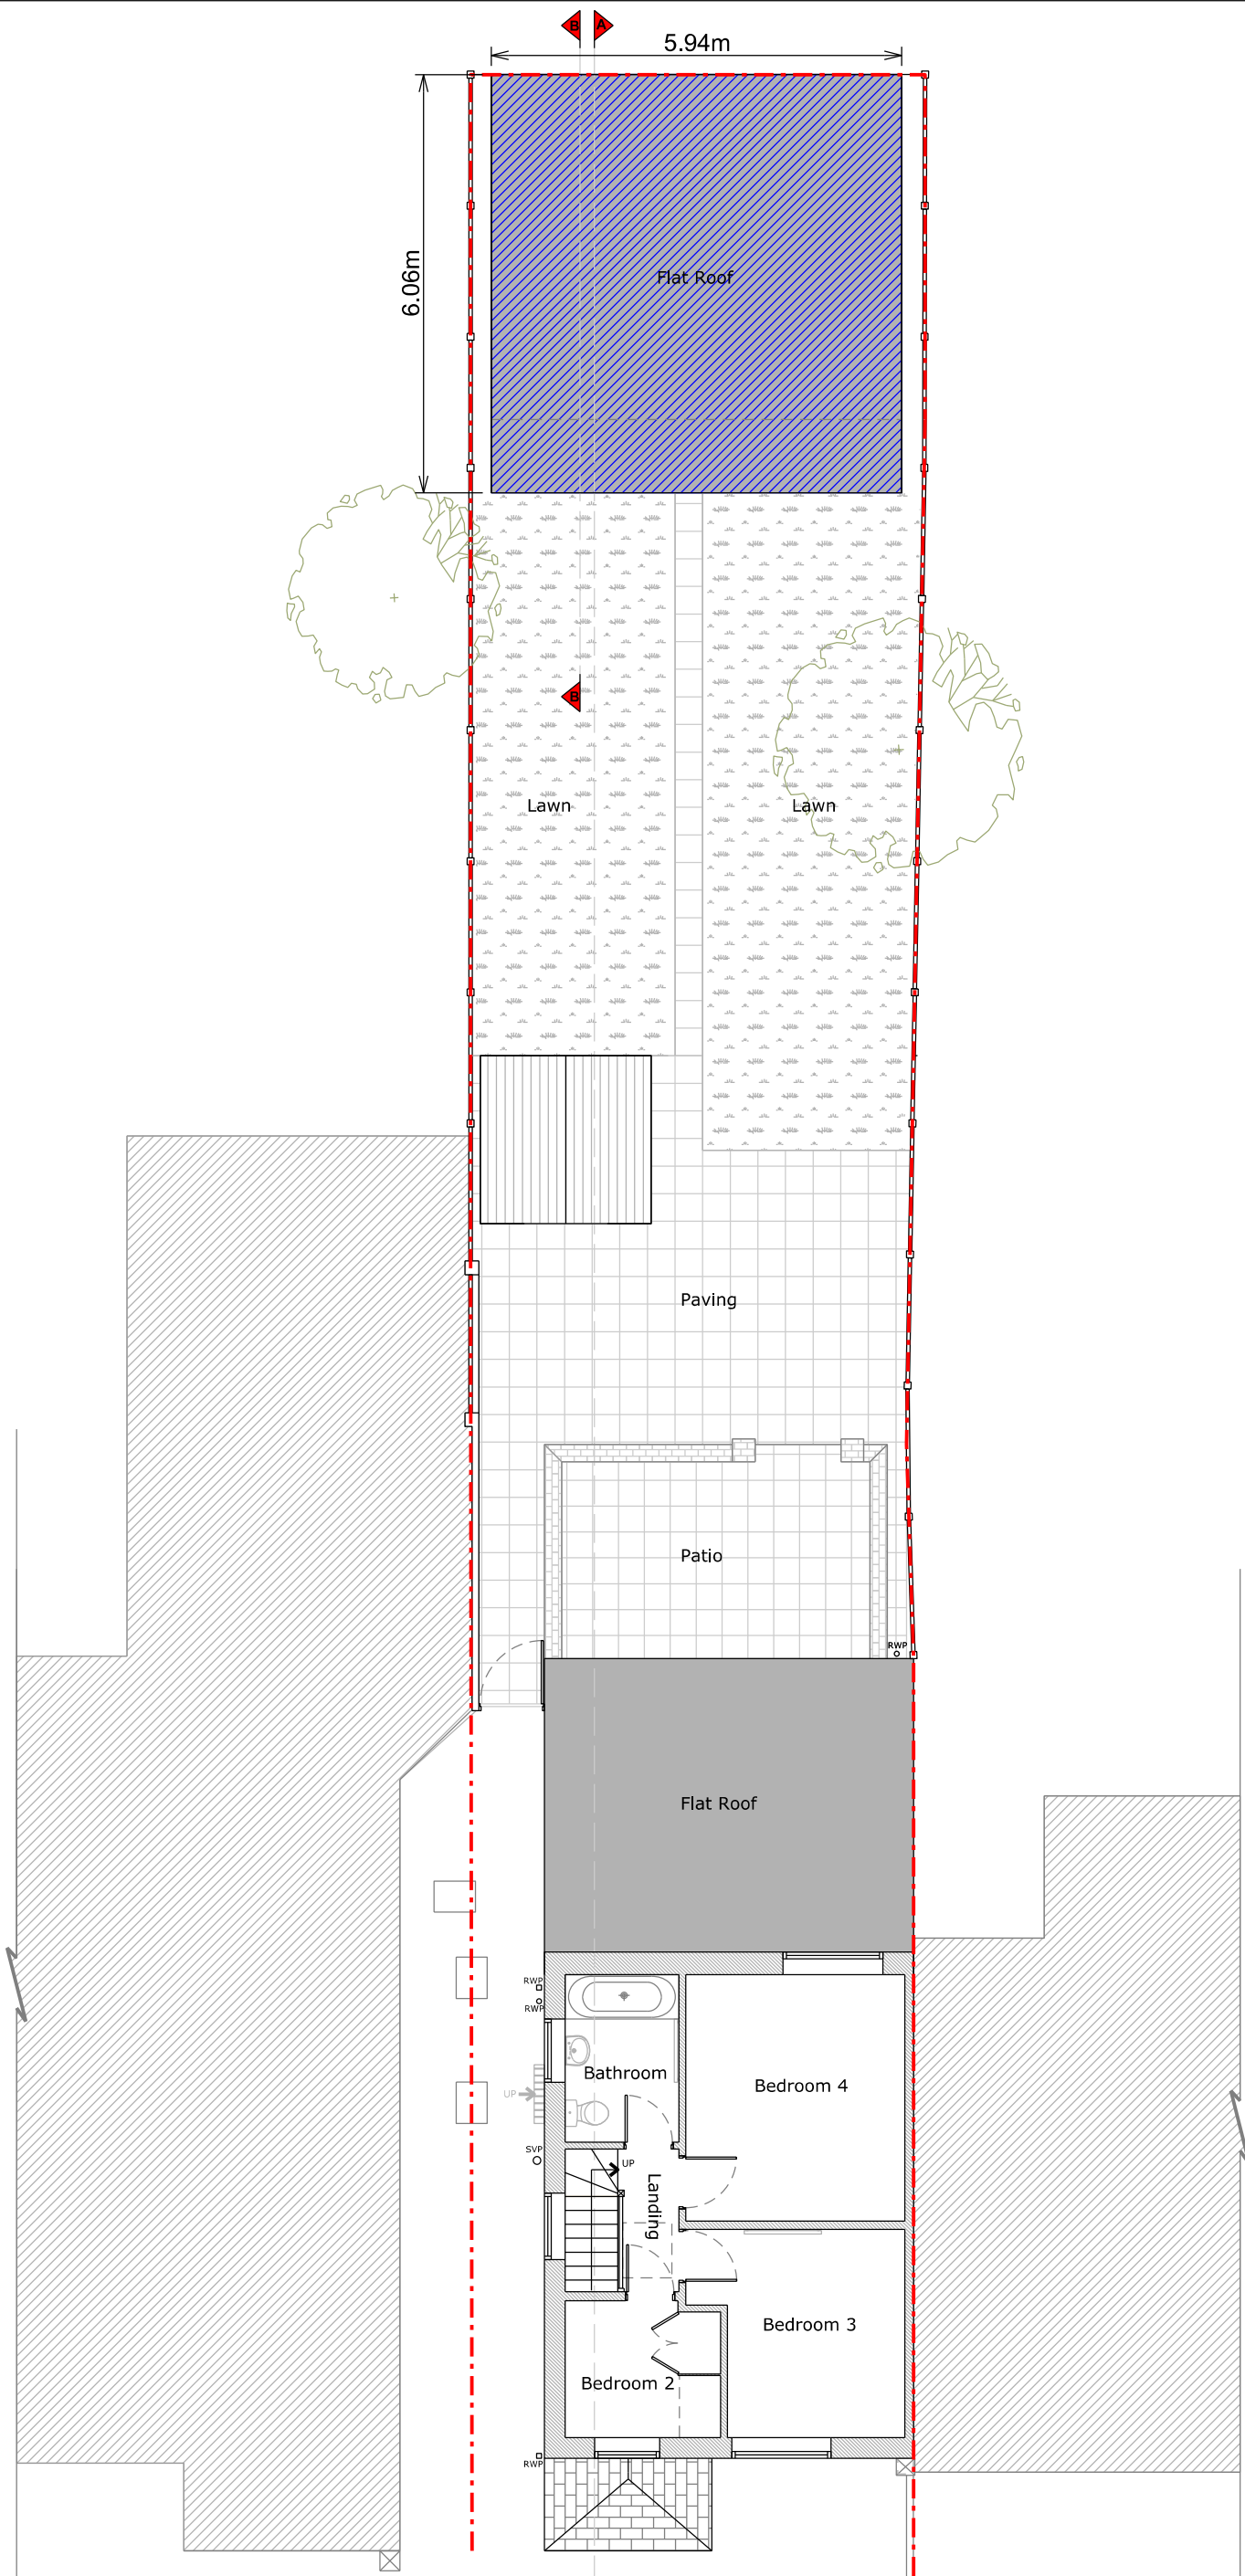 B A
5.94m
6.06m
Flat Roof
B
Lawn
Lawn
Paving
Patio
RWP
Flat Roof
RWP
RWP
Bathroom
Bedroom 4
UP
SVP
UP
Landing
Bedroom 3
Bedroom 2
RWP